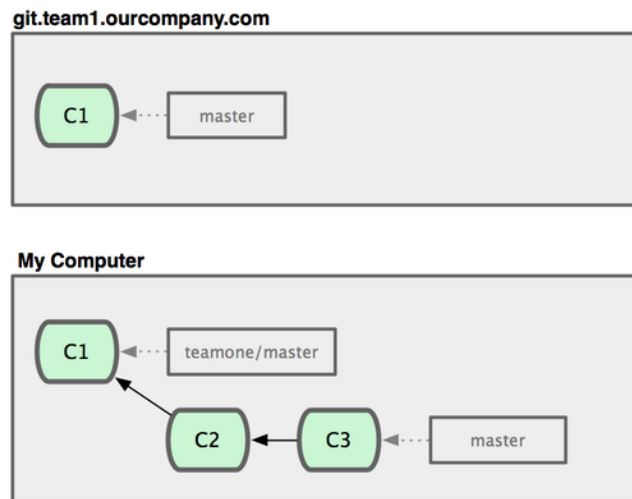 git.team1.ourcompany.com
C1
master
My Computer
C1
teamone/master
C2
C3
master